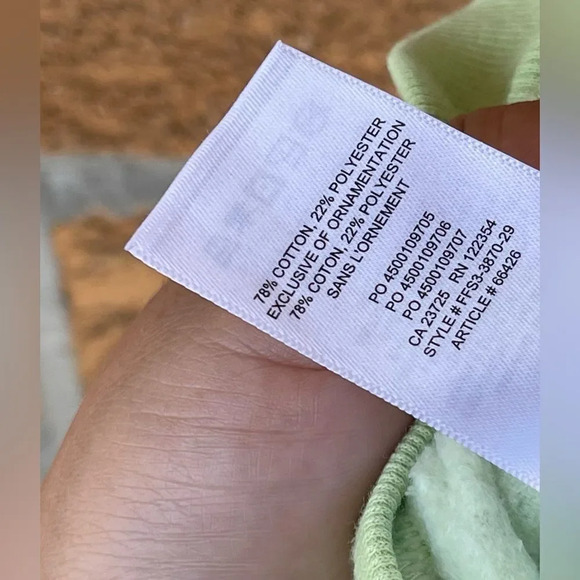 78% COTTON, 22% POLYESTER
EXCLUSIVE OF ORNAMENTATION
78% COTON, 22% POLYESTER
SANS L'ORNEMENT
PO 4500109705
PO 4500109706
PO 4500109707
CA 23725 RN 122354
STYLE # FFS3-3870-29
ARTICLE # 66426